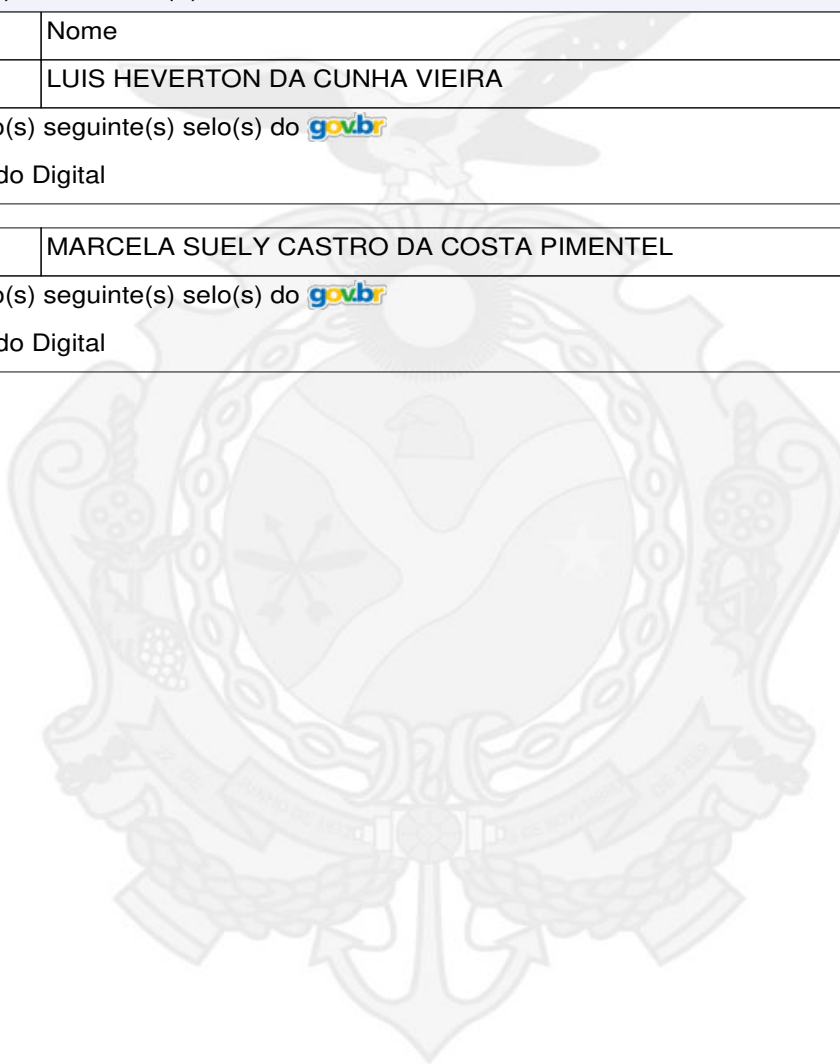 Nome
LUIS HEVERTON DA CUNHA VIEIRA
o(s) seguinte(s) selo(s) do gov.br
do Digital
MARCELA SUELY CASTRO DA COSTA PIMENTEL
o(s) seguinte(s) selo(s) do gov.br
do Digital